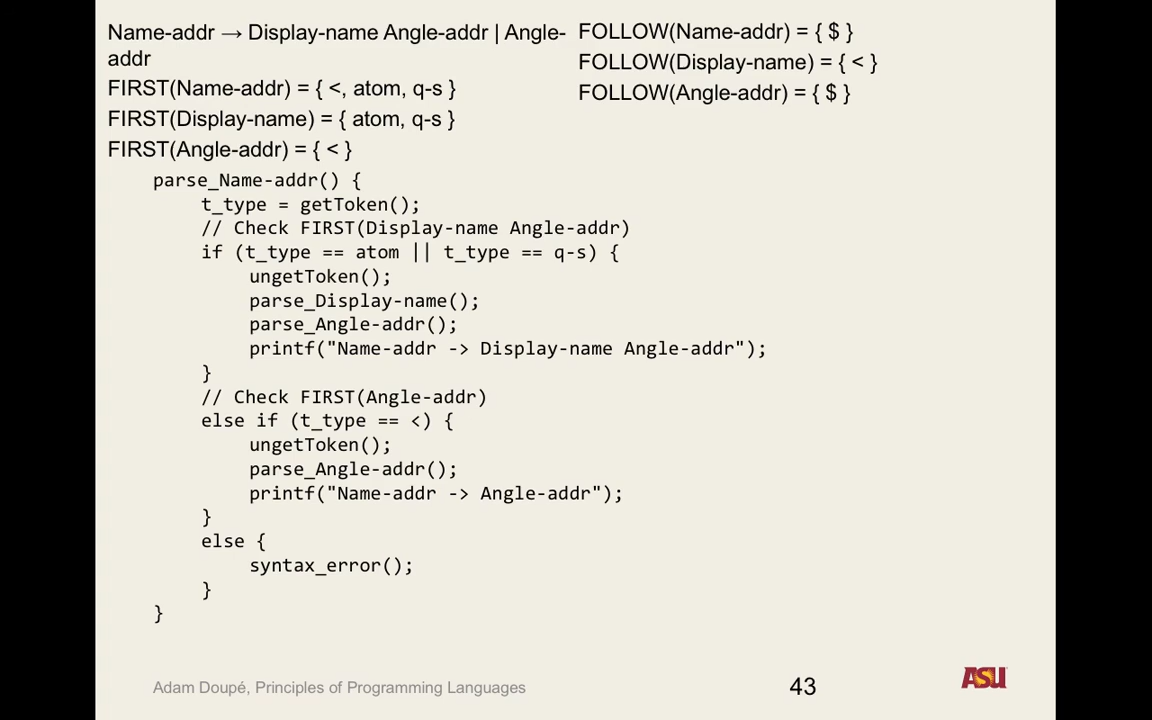 Name-addr → Display-name Angle-addr | Angle-
addr
FIRST(Name-addr) = { <, atom, q-s }
FIRST(Display-name) = { atom, q-s }
FIRST(Angle-addr) = { < }
FOLLOW(Name-addr) = { $ }
FOLLOW(Display-name) = { < }
FOLLOW(Angle-addr) = { $ }
parse_Name-addr() {
t_type = getToken();
// Check FIRST(Display-name Angle-addr)
if (t_type == atom || t_type == q-s) {
ungetToken();
parse_Display-name();
parse_Angle-addr();
printf("Name-addr -> Display-name Angle-addr");
}
// Check FIRST(Angle-addr)
else if (t_type == <) {
ungetToken();
parse_Angle-addr();
printf("Name-addr -> Angle-addr");
}
else {
syntax_error();
}
}
Adam Doupé, Principles of Programming Languages
43
ASU